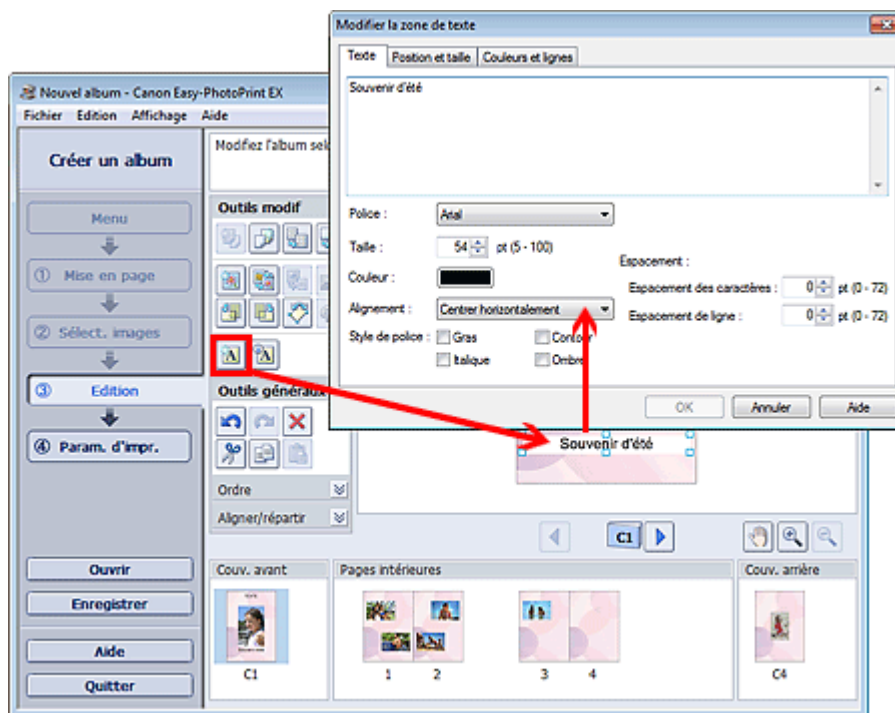 Modifier la zone de texte
Texte Position et taille Couleurs et lignes
Souvenir d'été
Police : Arial
Taille : 54 pt (5 - 100)
Couleur :
Espacement :
Espacement des caractères : 0 pt (0 - 72)
Alignement : Centrer horizontalement
Espacement de ligne : 0 pt (0 - 72)
Style de police : Gras Contour
Italique Ombre
OK Annuler Aide
Nouvel album - Canon Easy-PhotoPrint EX
Fichier Edition Affichage Aide
Créer un album
Modifiez l'album
Menu
① Mise en page
② Sélect. images
③ Edition
④ Param. d'impr.
Ouvrir
Enregistrer
Aide
Quitter
Outils modif
Outils généraux
Ordre
Aligner/répartir
Souvenir d'été
C1
Couv. avant
C1
Pages intérieures
1 2 3 4
Couv. arrière
C4